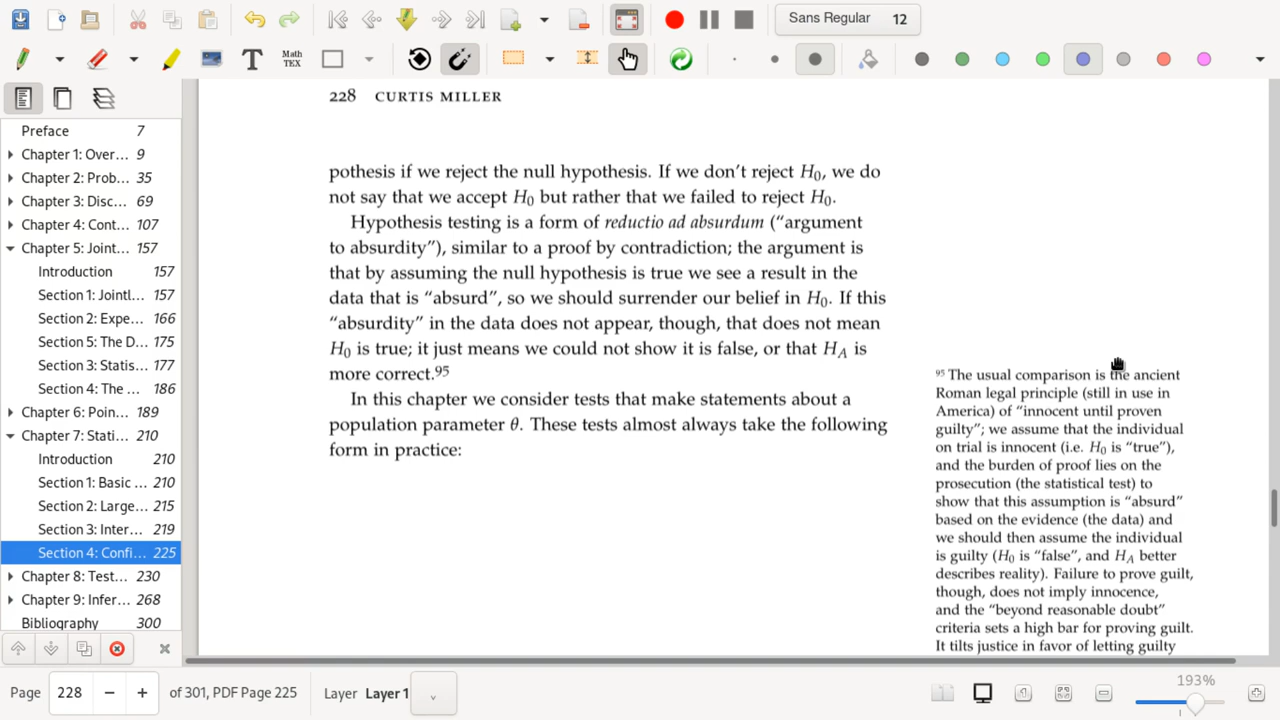 Sans Regular 12
Math
TEX
Preface 7
Chapter 1: Over... 9
Chapter 2: Prob... 35
Chapter 3: Disc... 69
Chapter 4: Cont... 107
Chapter 5: Joint... 157
Introduction 157
Section 1: Jointl... 157
Section 2: Expe... 166
Section 5: The D... 175
Section 3: Statis... 177
Section 4: The ... 186
Chapter 6: Poin... 189
Chapter 7: Stati... 210
Introduction 210
Section 1: Basic ... 210
Section 2: Large... 215
Section 3: Inter... 219
Section 4: Confi... 225
Chapter 8: Test... 230
Chapter 9: Infer... 268
Bibliography 300
228 CURTIS MILLER
pothesis if we reject the null hypothesis. If we don't reject H₀, we do
not say that we accept H₀ but rather that we failed to reject H₀.
Hypothesis testing is a form of reductio ad absurdum (“argument
to absurdity”), similar to a proof by contradiction; the argument is
that by assuming the null hypothesis is true we see a result in the
data that is “absurd”, so we should surrender our belief in H₀. If this
“absurdity” in the data does not appear, though, that does not mean
H₀ is true; it just means we could not show it is false, or that H_A is
more correct.⁹⁵
In this chapter we consider tests that make statements about a
population parameter θ. These tests almost always take the following
form in practice:
⁹⁵ The usual comparison is the ancient
Roman legal principle (still in use in
America) of “innocent until proven
guilty”; we assume that the individual
on trial is innocent (i.e. H₀ is “true”),
and the burden of proof lies on the
prosecution (the statistical test) to
show that this assumption is “absurd”
based on the evidence (the data) and
we should then assume the individual
is guilty (H₀ is “false”, and H_A better
describes reality). Failure to prove guilt,
though, does not imply innocence,
and the “beyond reasonable doubt”
criteria sets a high bar for proving guilt.
It tilts justice in favor of letting guilty
Page 228 of 301, PDF Page 225 Layer Layer 1 193%